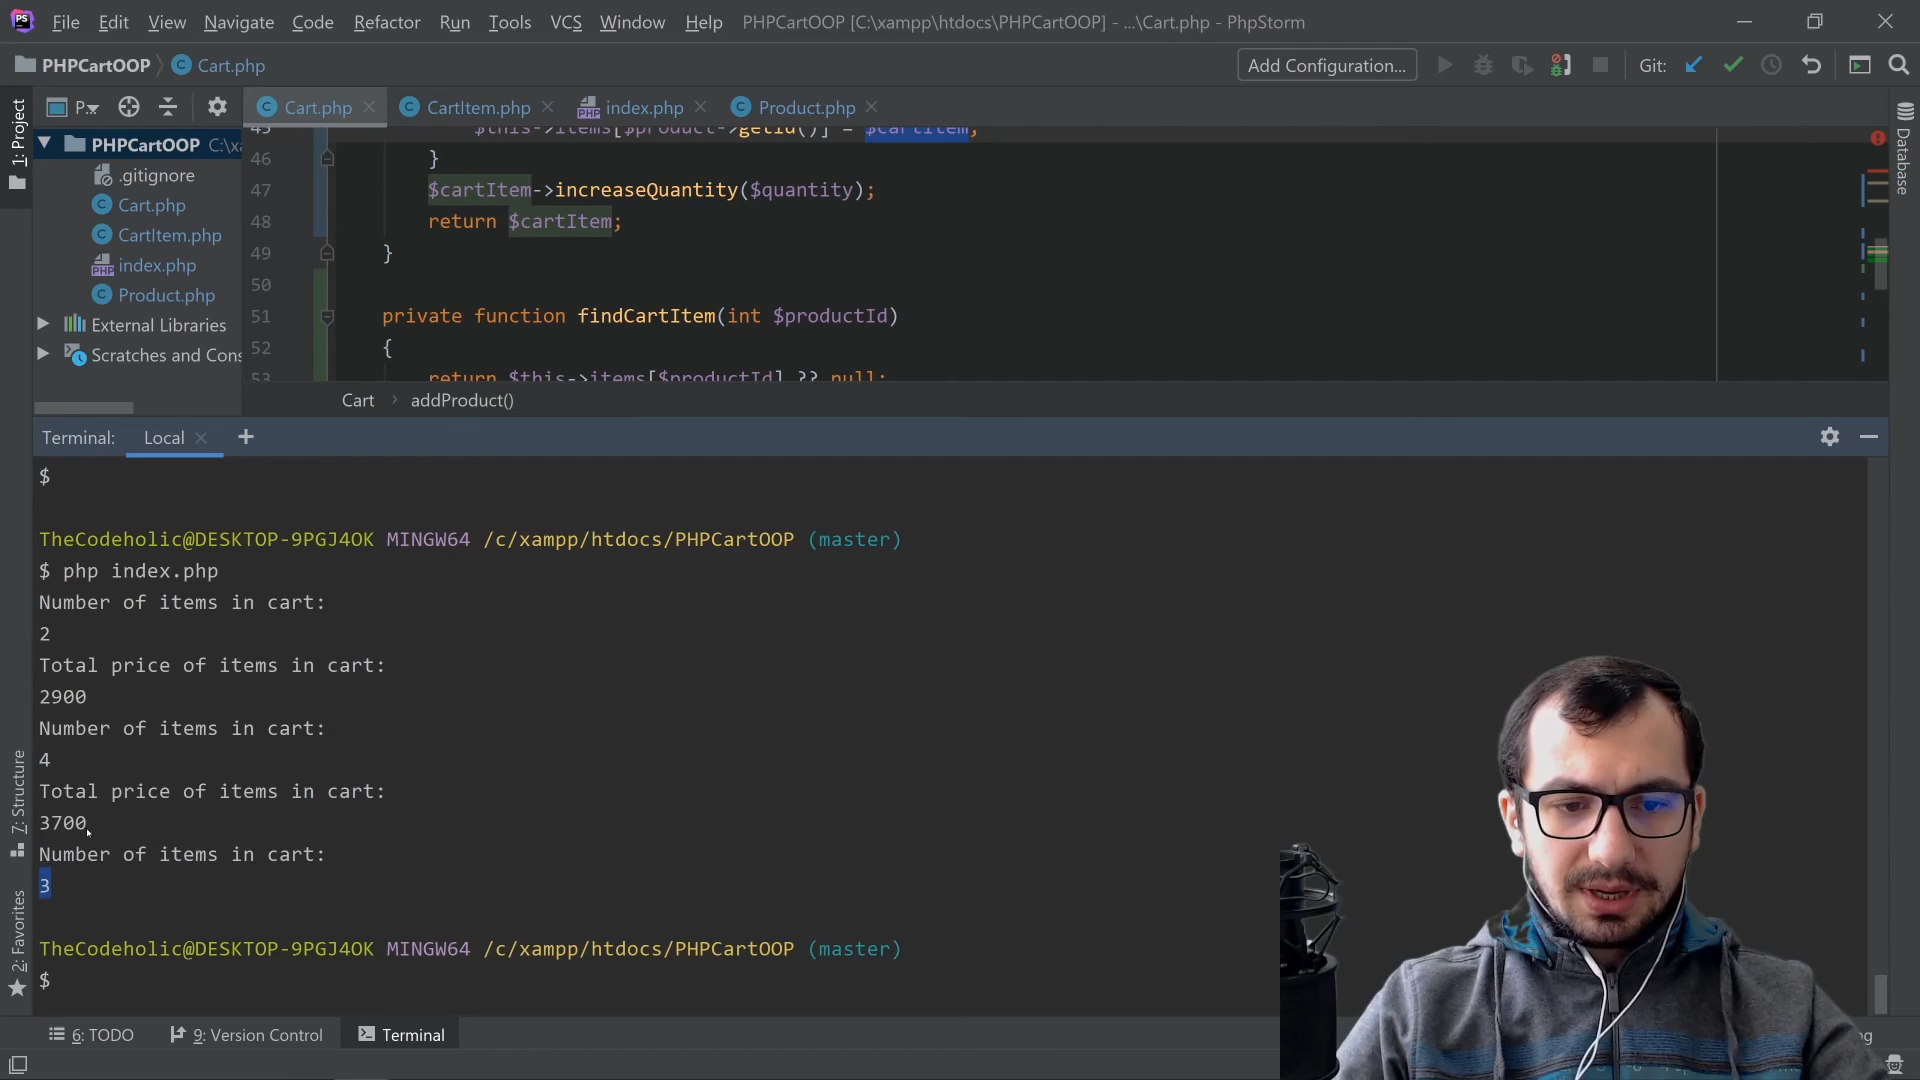 File Edit View Navigate Code Refactor Run Tools VCS Window Help PHPCartOOP [C:\xampp\htdocs\PHPCartOOP] - ...\Cart.php - PhpStorm
PHPCartOOP Cart.php Add Configuration... Git:
P... Cart.php CartItem.php index.php Product.php
1: Project
PHPCartOOP C:\xa
.gitignore
Cart.php
CartItem.php
index.php
Product.php
External Libraries
Scratches and Cons
45 $this->items[$product->getId()] = $cartItem;
46 }
47 $cartItem->increaseQuantity($quantity);
48 return $cartItem;
49 }
50
51 private function findCartItem(int $productId)
52 {
53 return $this->items[$productId] ?? null;
Cart addProduct()
Database
Terminal: Local
$
TheCodeholic@DESKTOP-9PGJ4OK MINGW64 /c/xampp/htdocs/PHPCartOOP (master)
$ php index.php
Number of items in cart:
2
Total price of items in cart:
2900
Number of items in cart:
4
Total price of items in cart:
3700
Number of items in cart:
3
TheCodeholic@DESKTOP-9PGJ4OK MINGW64 /c/xampp/htdocs/PHPCartOOP (master)
$
7: Structure
2: Favorites
6: TODO 9: Version Control Terminal